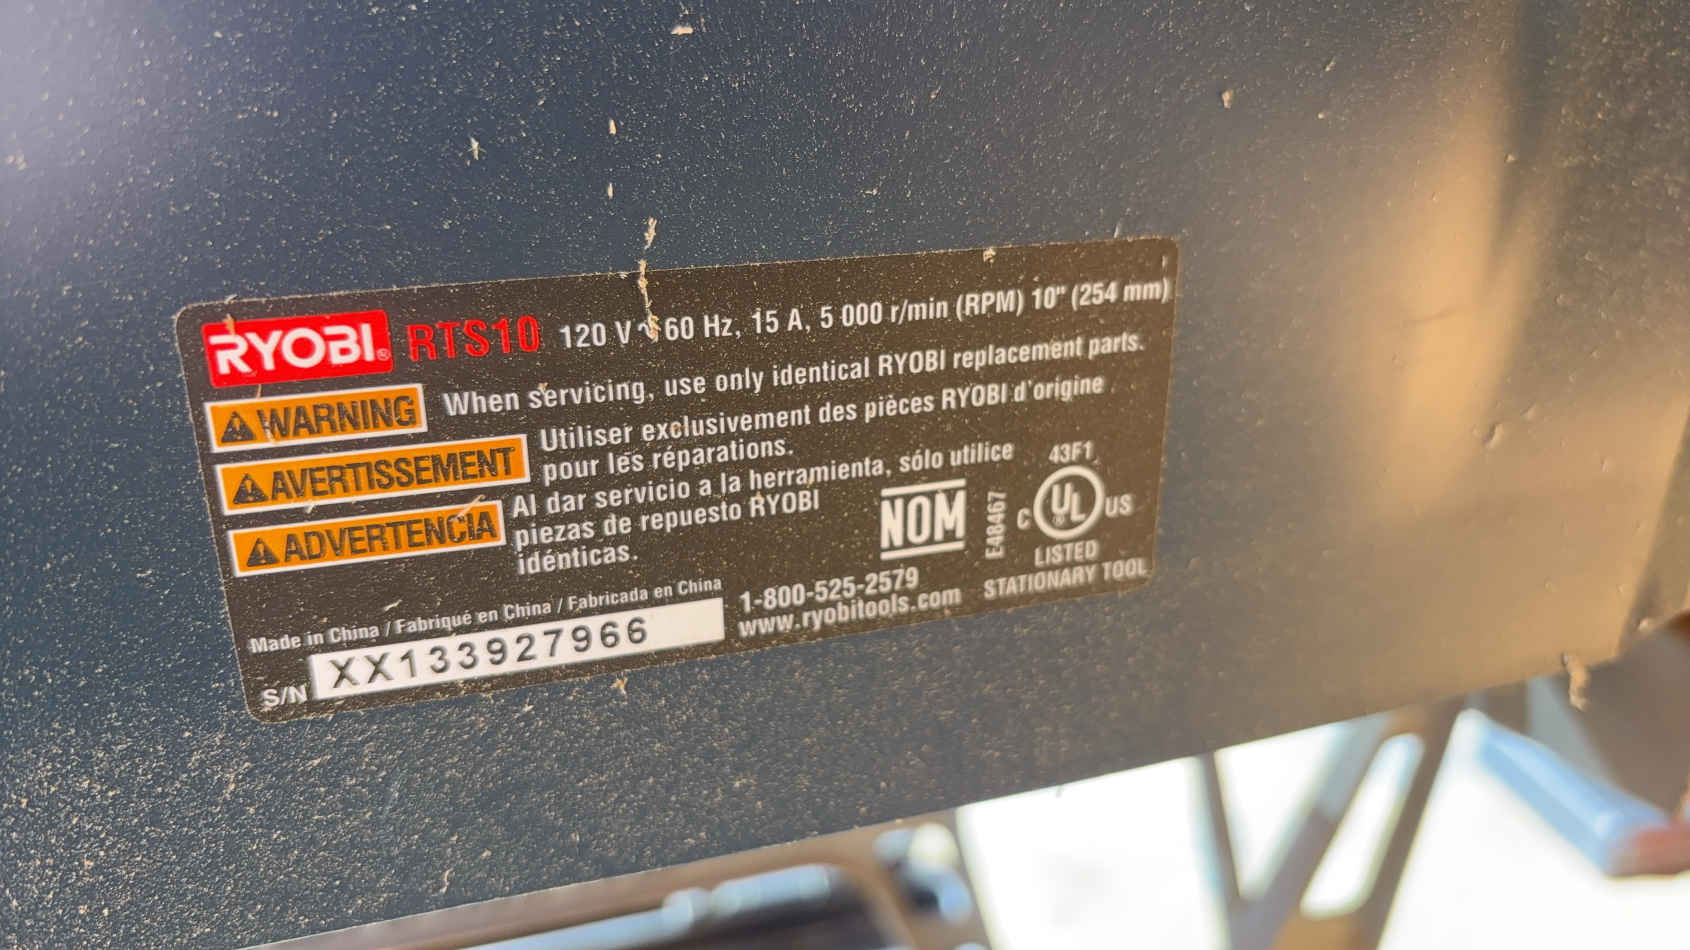 RYOBI® RTS10 120 V ~ 60 Hz, 15 A, 5 000 r/min (RPM) 10" (254 mm)
WARNING When servicing, use only identical RYOBI replacement parts.
AVERTISSEMENT Utiliser exclusivement des pièces RYOBI d'origine
pour les réparations.
ADVERTENCIA Al dar servicio a la herramienta, sólo utilice
piezas de repuesto RYOBI
idénticas.
NOM
E48467
43F1
C UL® US
LISTED
STATIONARY TOOL
Made in China / Fabriqué en China / Fabricada en China
S/N XX133927966
1-800-525-2579
www.ryobitools.com